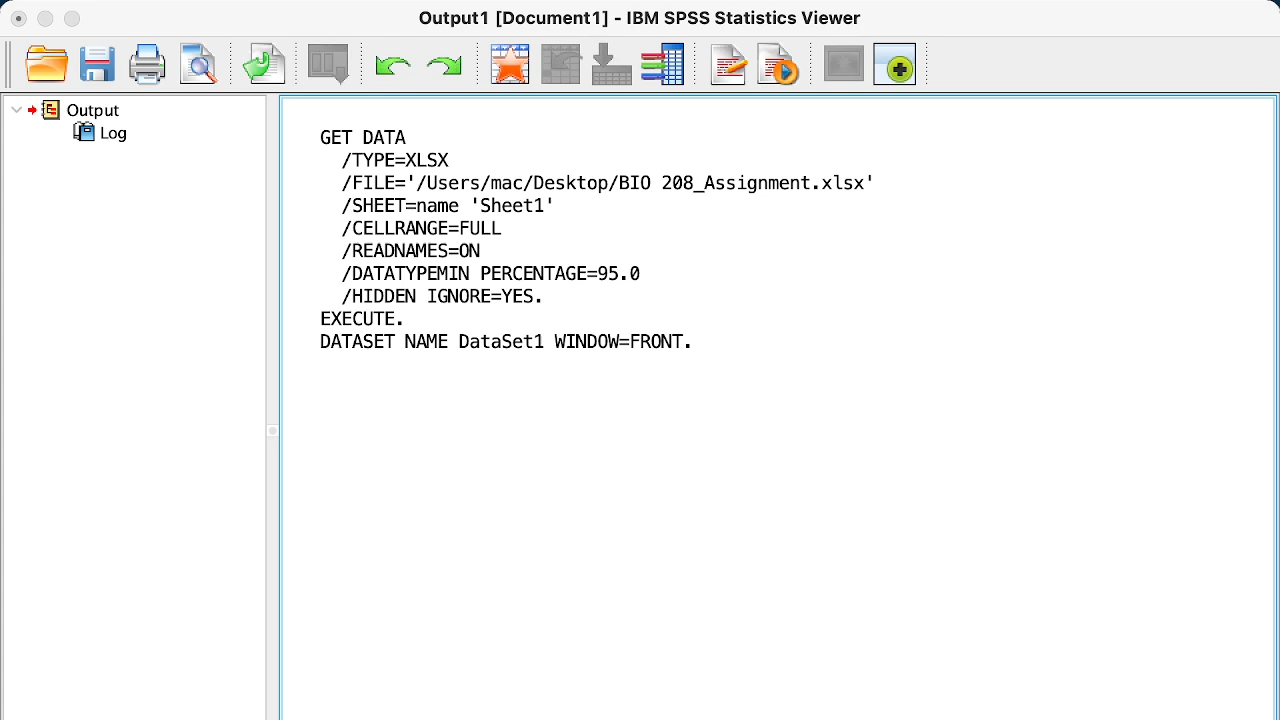 Output1 [Document1] - IBM SPSS Statistics Viewer
Output
Log
GET DATA
  /TYPE=XLSX
  /FILE='/Users/mac/Desktop/BIO 208_Assignment.xlsx'
  /SHEET=name 'Sheet1'
  /CELLRANGE=FULL
  /READNAMES=ON
  /DATATYPEMIN PERCENTAGE=95.0
  /HIDDEN IGNORE=YES.
EXECUTE.
DATASET NAME DataSet1 WINDOW=FRONT.